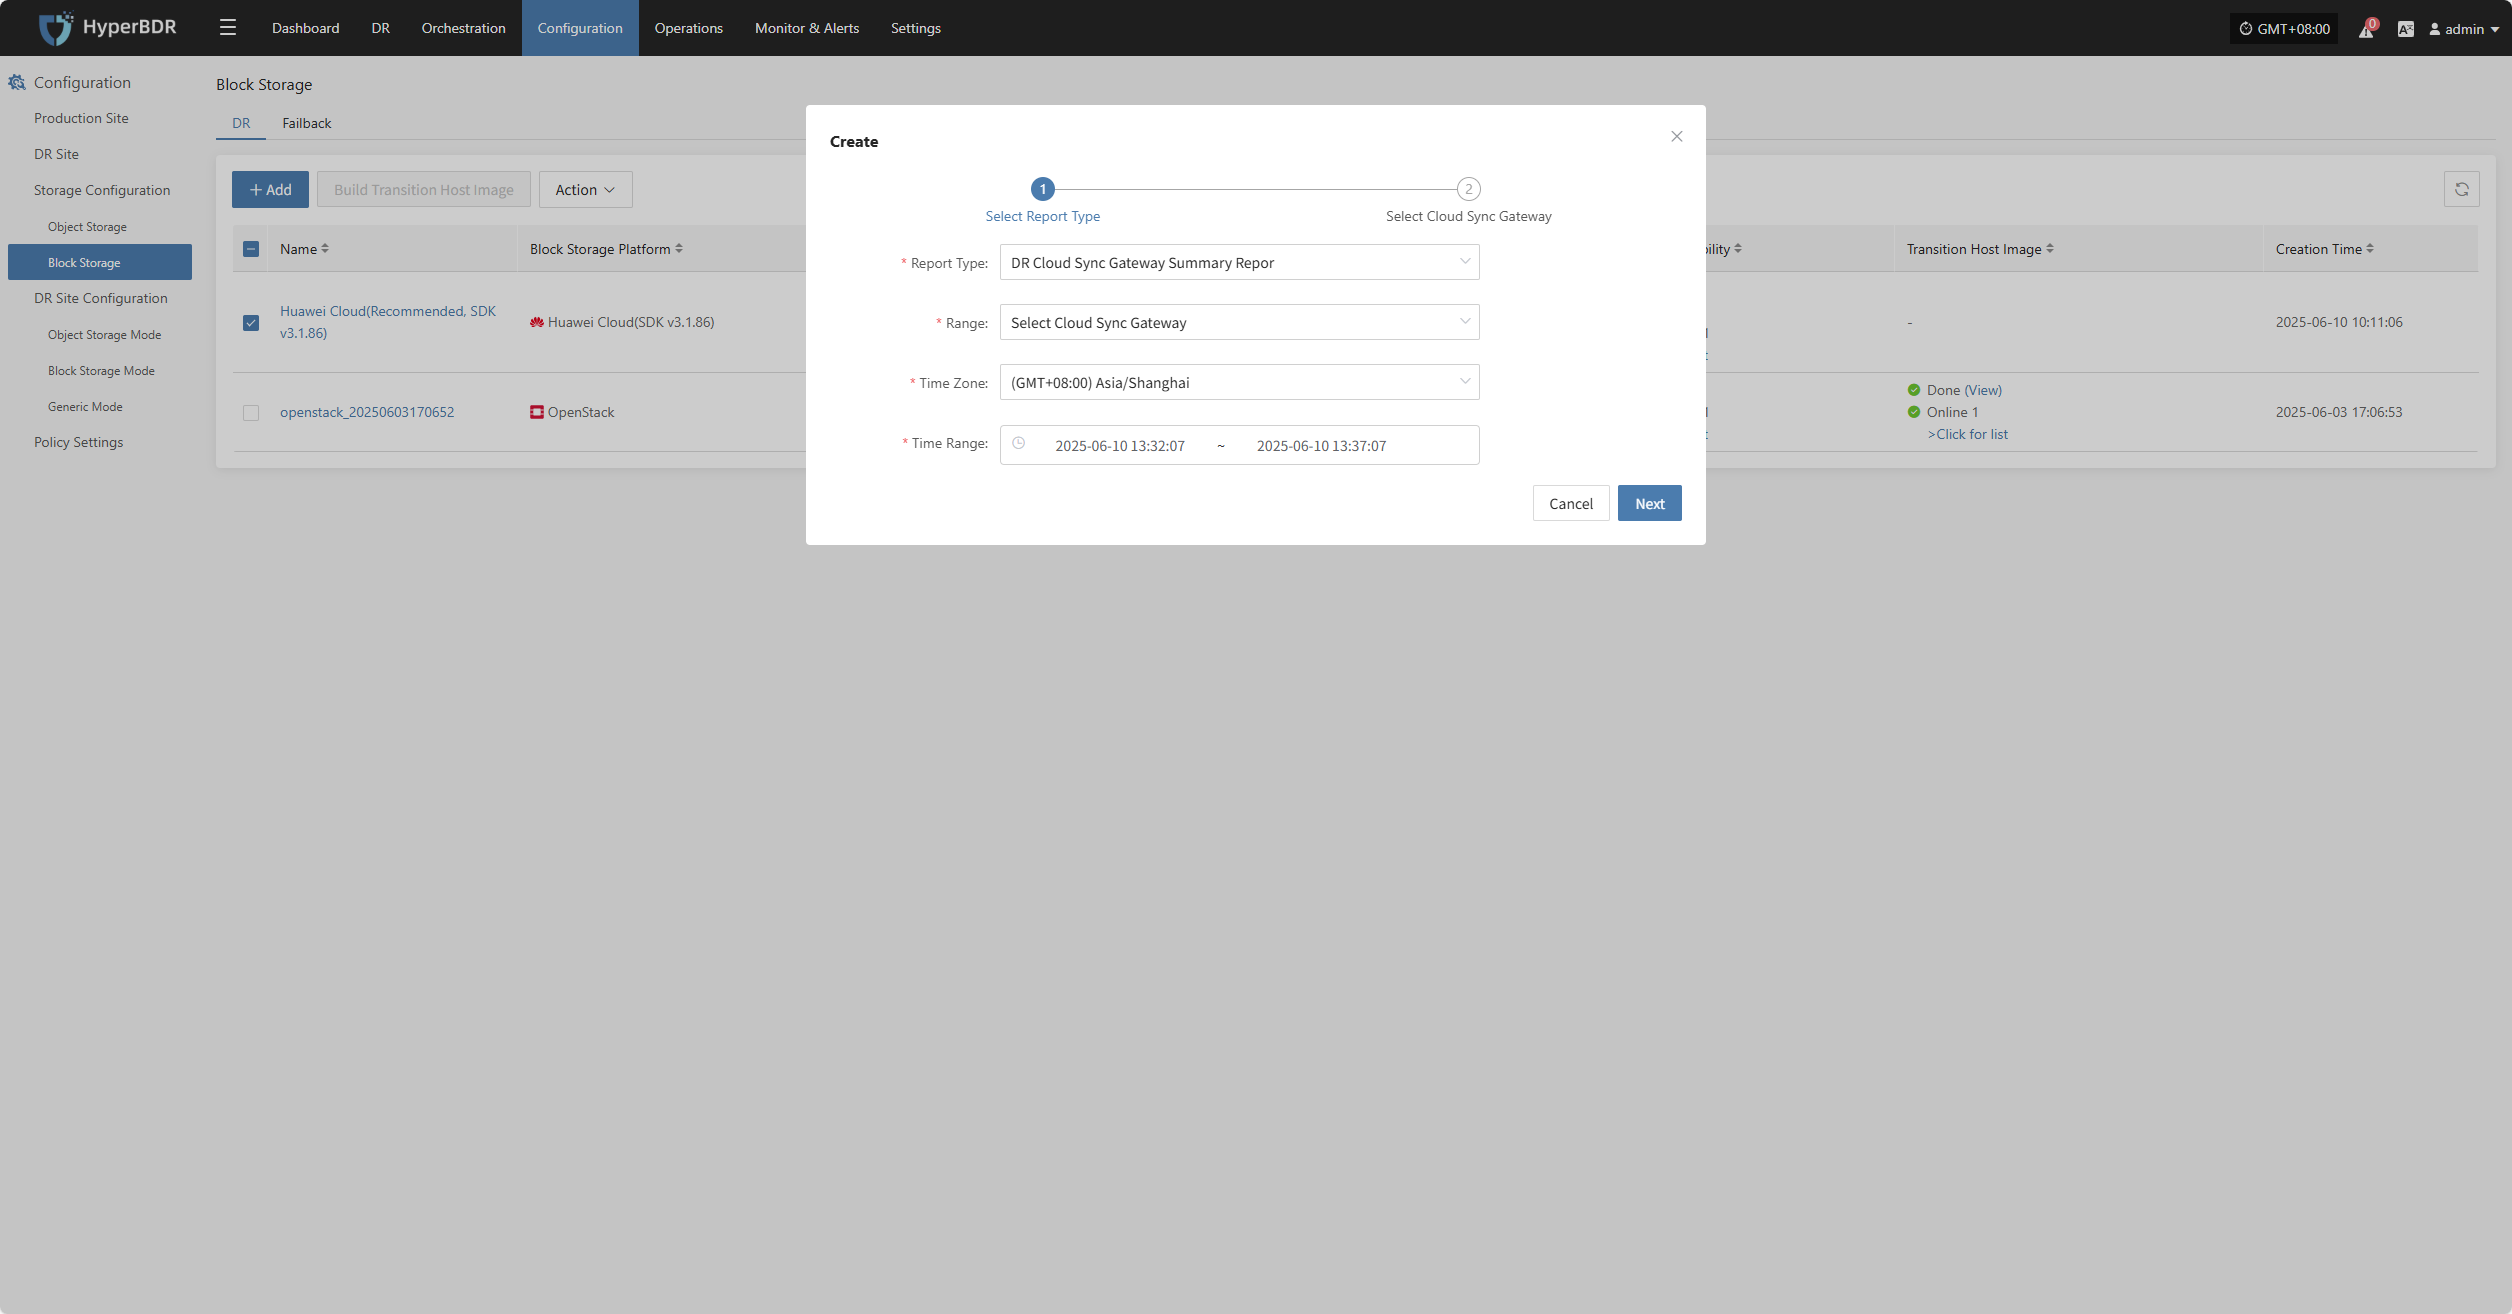 HyperBDR
Dashboard
DR
Orchestration
Configuration
Operations
Monitor & Alerts
Settings
GMT+08:00
0
admin
Configuration
Production Site
DR Site
Storage Configuration
Object Storage
Block Storage
DR Site Configuration
Object Storage Mode
Block Storage Mode
Generic Mode
Policy Settings
Block Storage
DR
Failback
+ Add
Build Transition Host Image
Action
Name
Block Storage Platform
Transition Host Image
Creation Time
Huawei Cloud(Recommended, SDK
v3.1.86)
Huawei Cloud(SDK v3.1.86)
-
2025-06-10 10:11:06
openstack_20250603170652
OpenStack
Done (View)
Online 1
>Click for list
2025-06-03 17:06:53
Create
1
2
Select Report Type
Select Cloud Sync Gateway
* Report Type:
DR Cloud Sync Gateway Summary Repor
* Range:
Select Cloud Sync Gateway
* Time Zone:
(GMT+08:00) Asia/Shanghai
* Time Range:
2025-06-10 13:32:07 ~ 2025-06-10 13:37:07
Cancel
Next